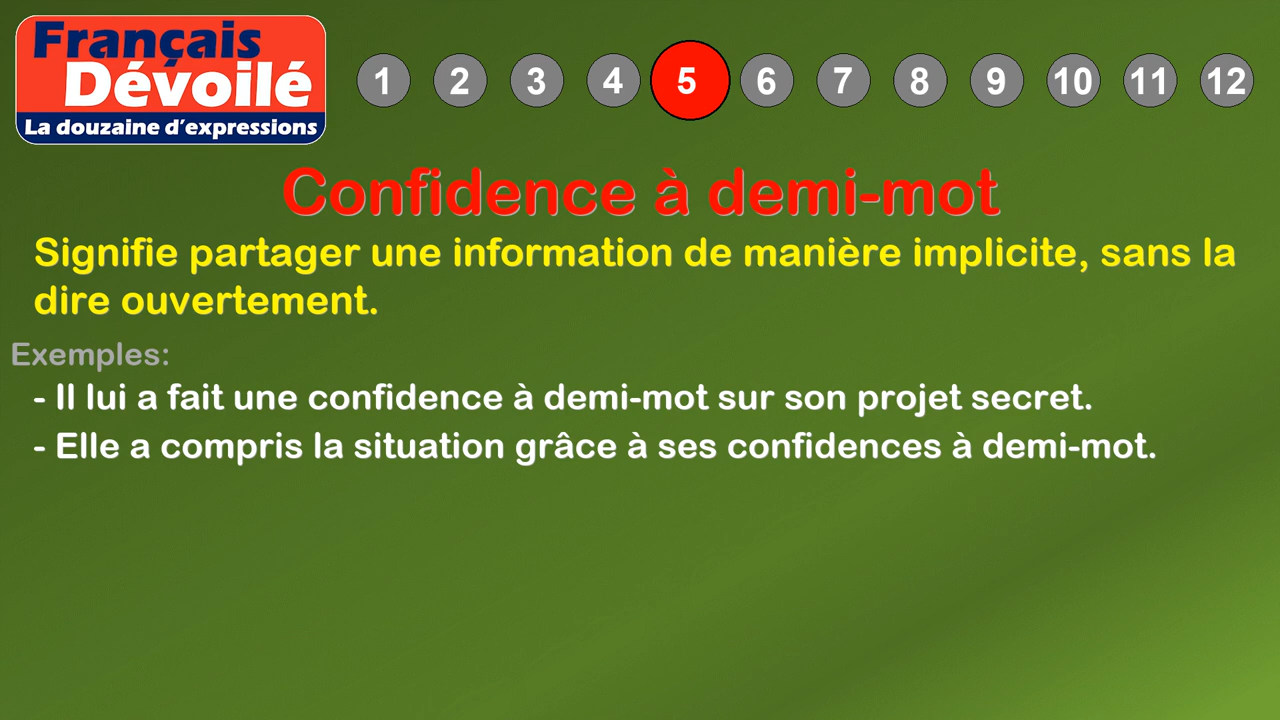 Français
Dévoilé
La douzaine d'expressions
1 2 3 4 5 6 7 8 9 10 11 12
Confidence à demi-mot
Signifie partager une information de manière implicite, sans la
dire ouvertement.
Exemples:
- Il lui a fait une confidence à demi-mot sur son projet secret.
- Elle a compris la situation grâce à ses confidences à demi-mot.